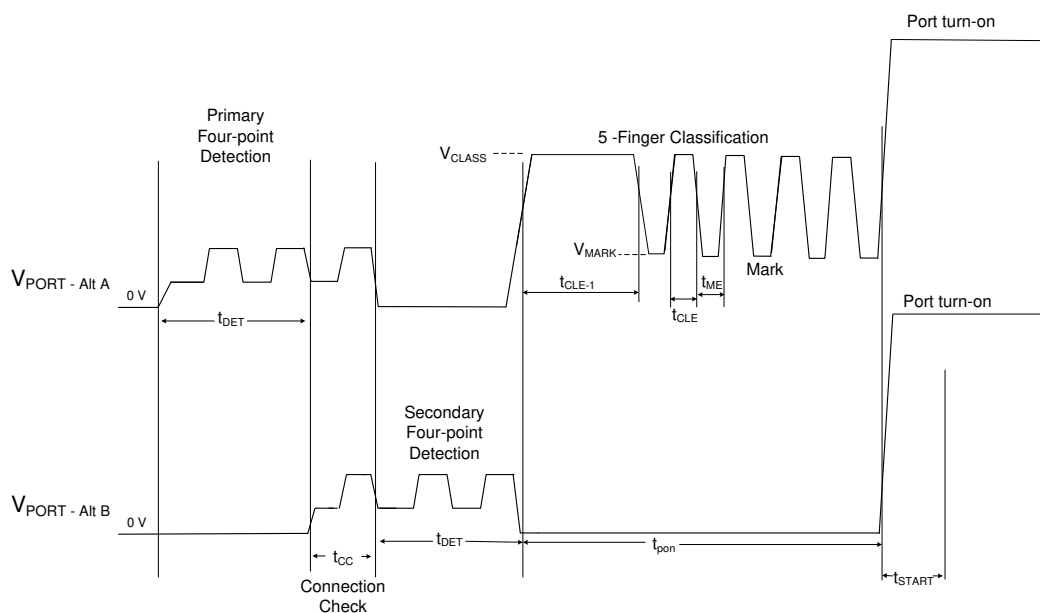 Port turn-on
Primary
Four-point
Detection
5 -Finger Classification
VCLASS
VMARK
Mark
VPORT - Alt A
0 V
tCLE-1
tME
tCLE
tDET
Port turn-on
Secondary
Four-point
Detection
VPORT - Alt B
0 V
tDET
tpon
tCC
tSTART
Connection
Check